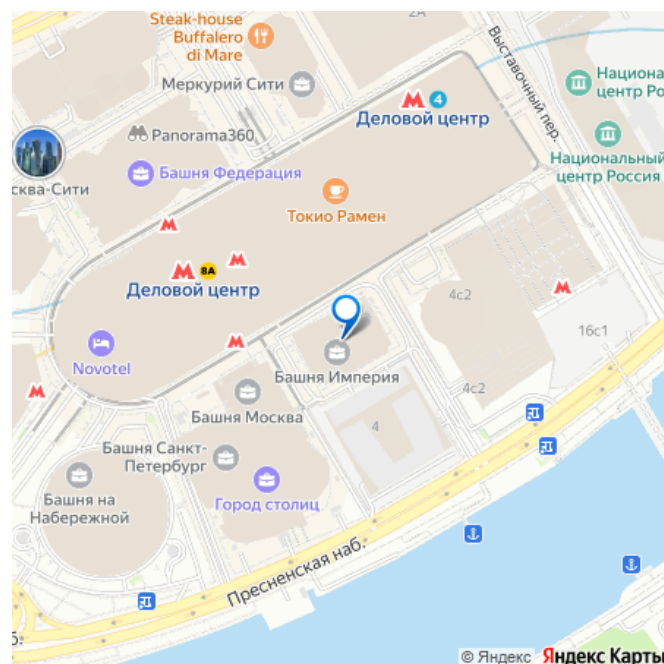 Steak-house
Buffalero
di Mare
2А
Выставочный пер.
Национа
центр Ро
Меркурий Сити
М 4
Деловой центр
Panorama360
Национальный
центр Россия
сква-Сити
Башня Федерация
Токио Рамен
М
М 8А М
Деловой центр
М
4с2
16с1
Novotel
М
М
Башня Империя
4с2
Башня Москва
4
Башня Санкт-
Петербург
Башня на
Набережной
Город столиц
Пресненская наб.
б.
© Яндекс Яндекс Карты